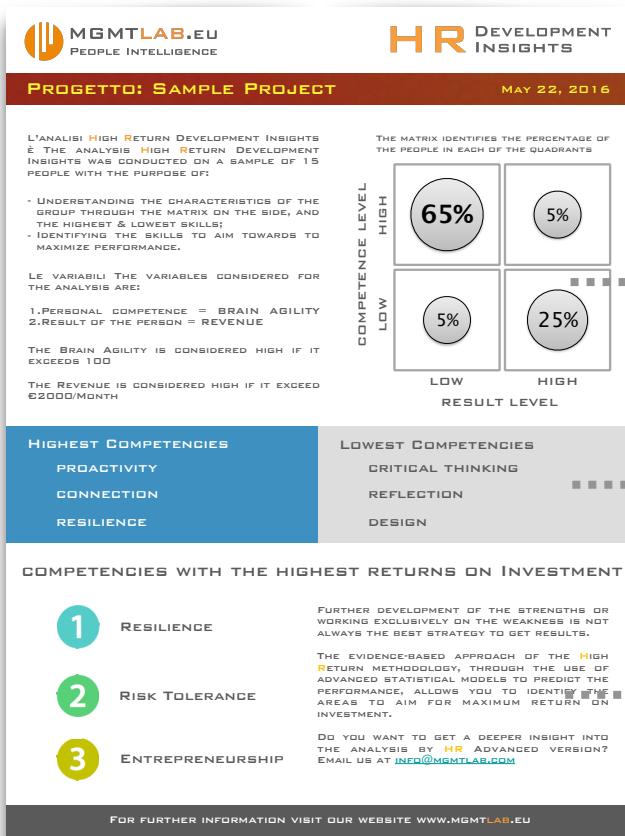 MGMTLAB.EU
PEOPLE INTELLIGENCE
HR DEVELOPMENT INSIGHTS
PROGETTO: SAMPLE PROJECT
MAY 22, 2016
L'ANALISI HIGH RETURN DEVELOPMENT INSIGHTS
È THE ANALYSIS HIGH RETURN DEVELOPMENT
INSIGHTS WAS CONDUCTED ON A SAMPLE OF 15
PEOPLE WITH THE PURPOSE OF:
- UNDERSTANDING THE CHARACTERISTICS OF THE
GROUP THROUGH THE MATRIX ON THE SIDE, AND
THE HIGHEST & LOWEST SKILLS;
- IDENTIFYING THE SKILLS TO AIM TOWARDS TO
MAXIMIZE PERFORMANCE.
LE VARIABILI THE VARIABLES CONSIDERED FOR
THE ANALYSIS ARE:
1.PERSONAL COMPETENCE = BRAIN AGILITY
2.RESULT OF THE PERSON = REVENUE
THE BRAIN AGILITY IS CONSIDERED HIGH IF IT
EXCEEDS 100
THE REVENUE IS CONSIDERED HIGH IF IT EXCEED
€2000/MONTH
THE MATRIX IDENTIFIES THE PERCENTAGE OF
THE PEOPLE IN EACH OF THE QUADRANTS
COMPETENCE LEVEL
HIGH
LOW
65%
5%
5%
25%
LOW
HIGH
RESULT LEVEL
HIGHEST COMPETENCIES
PROACTIVITY
CONNECTION
RESILIENCE
LOWEST COMPETENCIES
CRITICAL THINKING
REFLECTION
DESIGN
COMPETENCIES WITH THE HIGHEST RETURNS ON INVESTMENT
1 RESILIENCE
2 RISK TOLERANCE
3 ENTREPRENEURSHIP
FURTHER DEVELOPMENT OF THE STRENGTHS OR
WORKING EXCLUSIVELY ON THE WEAKNESS IS NOT
ALWAYS THE BEST STRATEGY TO GET RESULTS.
THE EVIDENCE-BASED APPROACH OF THE HIGH
RETURN METHODOLOGY, THROUGH THE USE OF
ADVANCED STATISTICAL MODELS TO PREDICT THE
PERFORMANCE, ALLOWS YOU TO IDENTIFY THE
AREAS TO AIM FOR MAXIMUM RETURN ON
INVESTMENT.
DO YOU WANT TO GET A DEEPER INSIGHT INTO
THE ANALYSIS BY HR ADVANCED VERSION?
EMAIL US AT INFO@MGMTLAB.COM
FOR FURTHER INFORMATION VISIT OUR WEBSITE WWW.MGMTLAB.EU